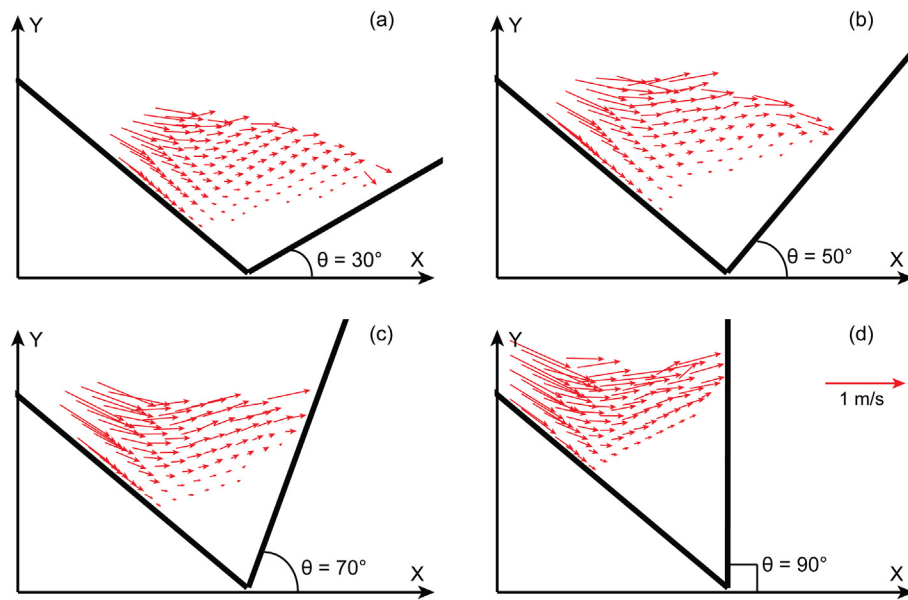 Y
(a)
θ = 30°
X
Y
(b)
θ = 50°
X
Y
(c)
θ = 70°
X
Y
(d)
1 m/s
θ = 90°
X